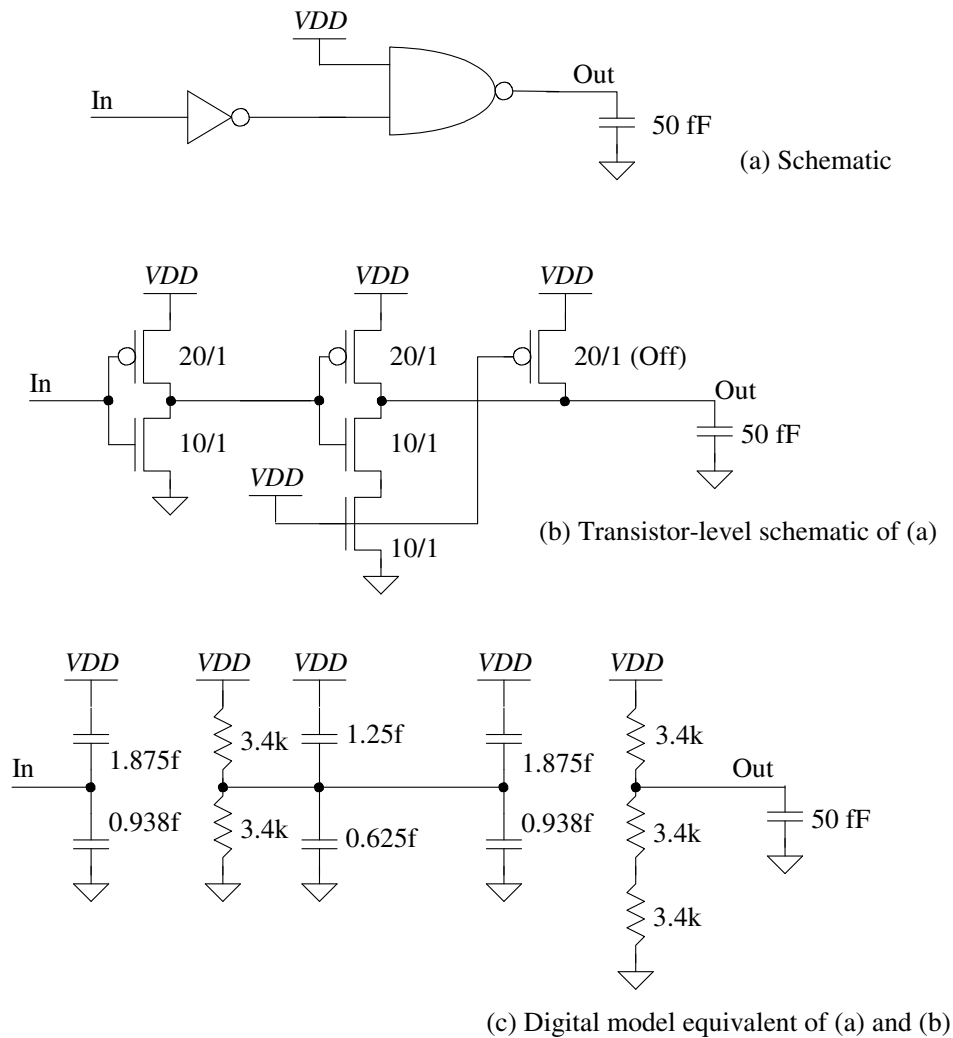 VDD
Out
In
50 fF
(a) Schematic
VDD
VDD
VDD
20/1
20/1
20/1 (Off)
In
Out
10/1
10/1
50 fF
VDD
10/1
(b) Transistor-level schematic of (a)
VDD
VDD
VDD
VDD
VDD
1.875f
3.4k
1.25f
1.875f
3.4k
In
Out
0.938f
3.4k
0.625f
0.938f
3.4k
50 fF
3.4k
(c) Digital model equivalent of (a) and (b)